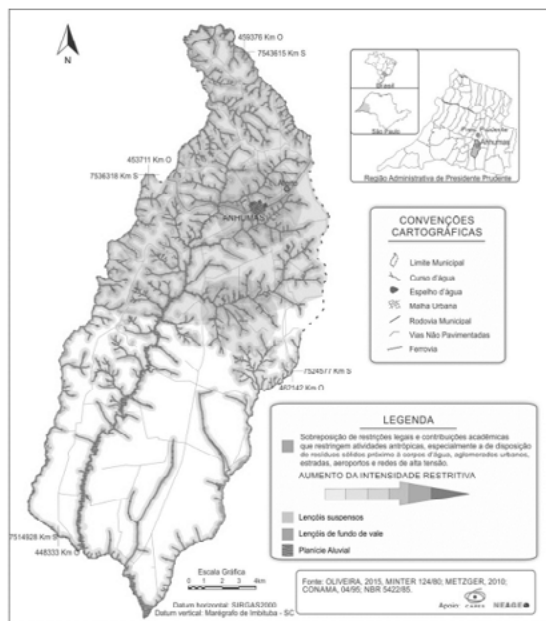 459376 Km O
7543615 Km S
N
Brasil
São Paulo
Pres. Prudente
Anhumas
Região Administrativa de Presidente Prudente
453711 Km O
7536318 Km S
ANHUMAS
CONVENÇÕES
CARTOGRÁFICAS
Limite Municipal
Curso d'água
Espelho d'água
Malha Urbana
Rodovia Municipal
Vias Não Pavimentadas
Ferrovia
7524577 Km S
462142 Km O
LEGENDA
Sobreposição de restrições legais e contribuições acadêmicas
que restringem atividades antrópicas, especialmente a de disposição
de resíduos sólidos próximo à corpos d'água, aglomerados urbanos,
estradas, aeroportos e redes de alta tensão.
AUMENTO DA INTENSIDADE RESTRITIVA
Lençóis suspensos
Lençóis de fundo de vale
Planície Aluvial
7514928 Km S
448333 Km O
Escala Gráfica
0 1 2 4km
Datum horizontal: SIRGAS2000
Datum vertical: Marégrafo de Imbituba - SC
Fonte: OLIVEIRA, 2015, MINTER 124/80; METZGER, 2010;
CONAMA, 04/95; NBR 5422/85.
Apoio: CAPES